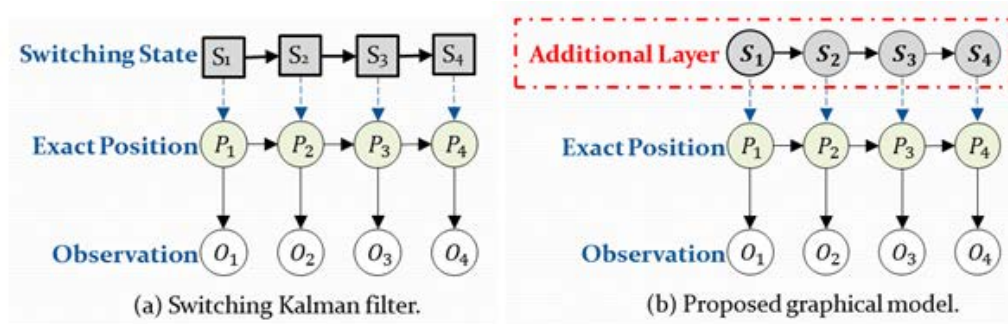 Switching State S₁ S₂ S₃ S₄
Exact Position P₁ P₂ P₃ P₄
Observation O₁ O₂ O₃ O₄
(a) Switching Kalman filter.
Additional Layer S₁ S₂ S₃ S₄
Exact Position P₁ P₂ P₃ P₄
Observation O₁ O₂ O₃ O₄
(b) Proposed graphical model.